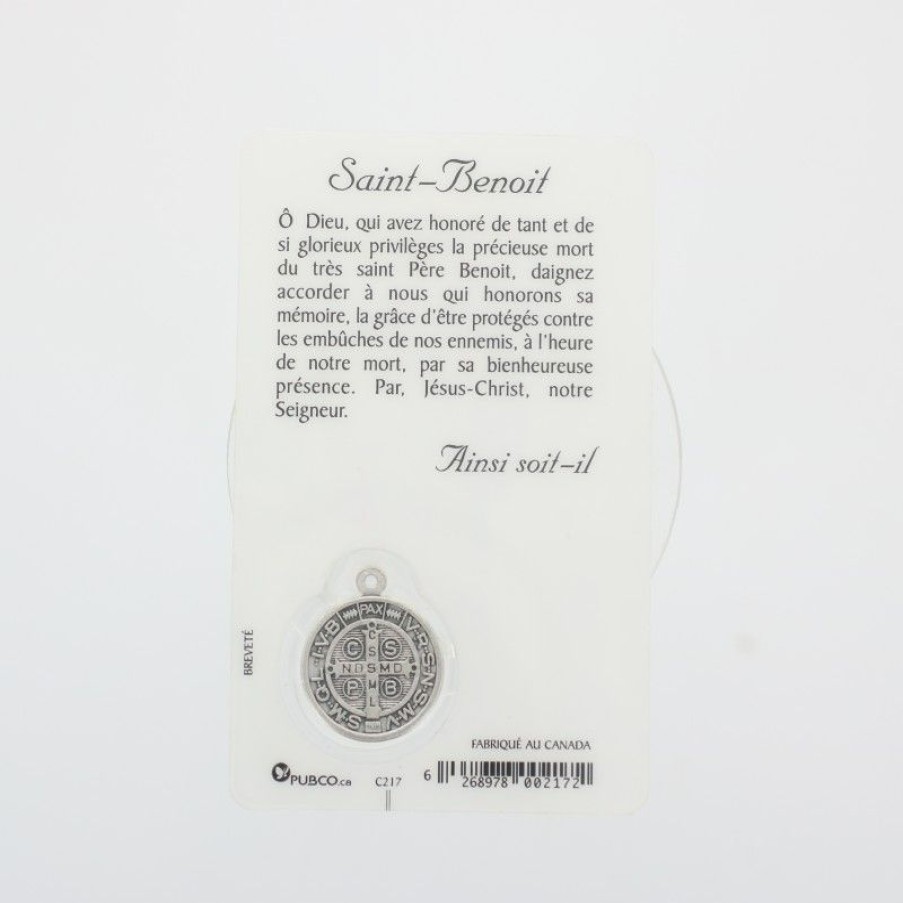 Saint-Benoit
Ô Dieu, qui avez honoré de tant et de
si glorieux privilèges la précieuse mort
du très saint Père Benoit, daignez
accorder à nous qui honorons sa
mémoire, la grâce d'être protégés contre
les embûches de nos ennemis, à l'heure
de notre mort, par sa bienheureuse
présence. Par, Jésus-Christ, notre
Seigneur.
Ainsi soit-il
BREVETÉ
PAX
V·R·S·N·S·M·V
S·M·Q·L·I·V·B
C S
C
S
NDSMD
M
L
P B
FABRIQUÉ AU CANADA
PUBCO.ca
C217
6 268978 002172